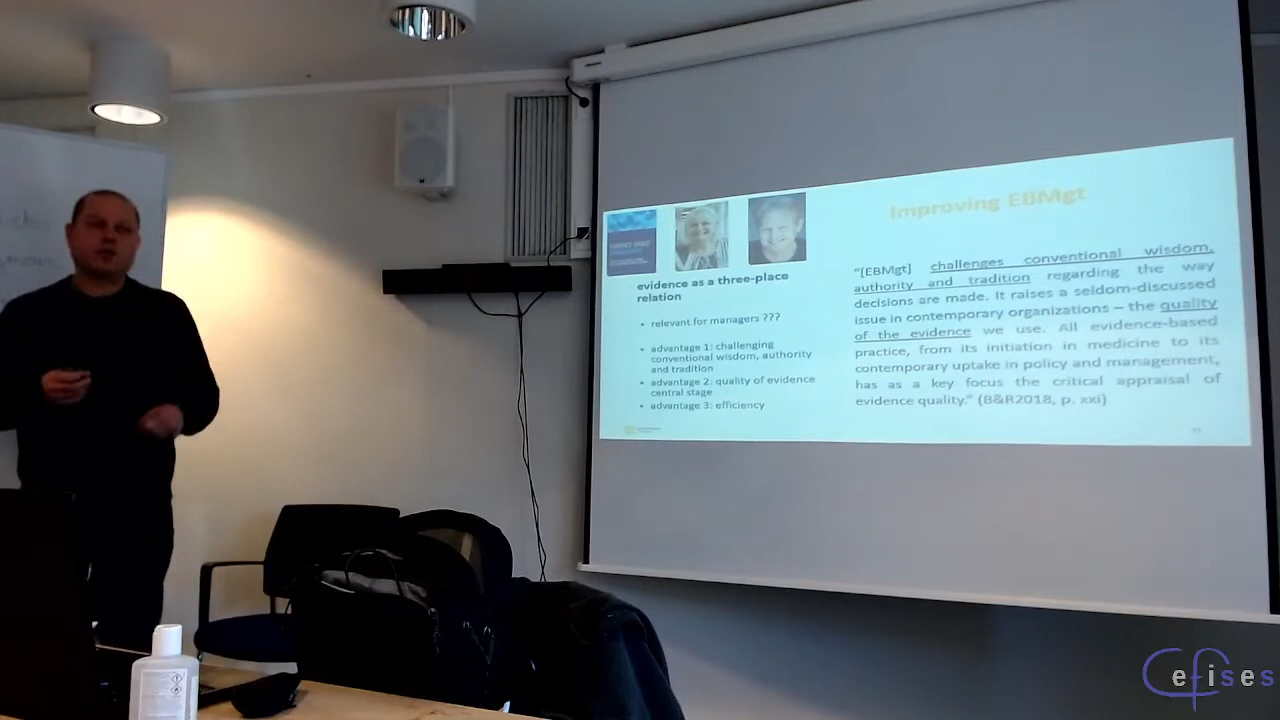 Improving EBMgt
evidence as a three-place
relation
• relevant for managers ???
• advantage 1: challenging
conventional wisdom, authority
and tradition
• advantage 2: quality of evidence
central stage
• advantage 3: efficiency
"[EBMgt] challenges conventional wisdom,
authority and tradition regarding the way
decisions are made. It raises a seldom-discussed
issue in contemporary organizations – the quality
of the evidence we use. All evidence-based
practice, from its initiation in medicine to its
contemporary uptake in policy and management,
has as a key focus the critical appraisal of
evidence quality." (B&R2018, p. xxi)
Cefises